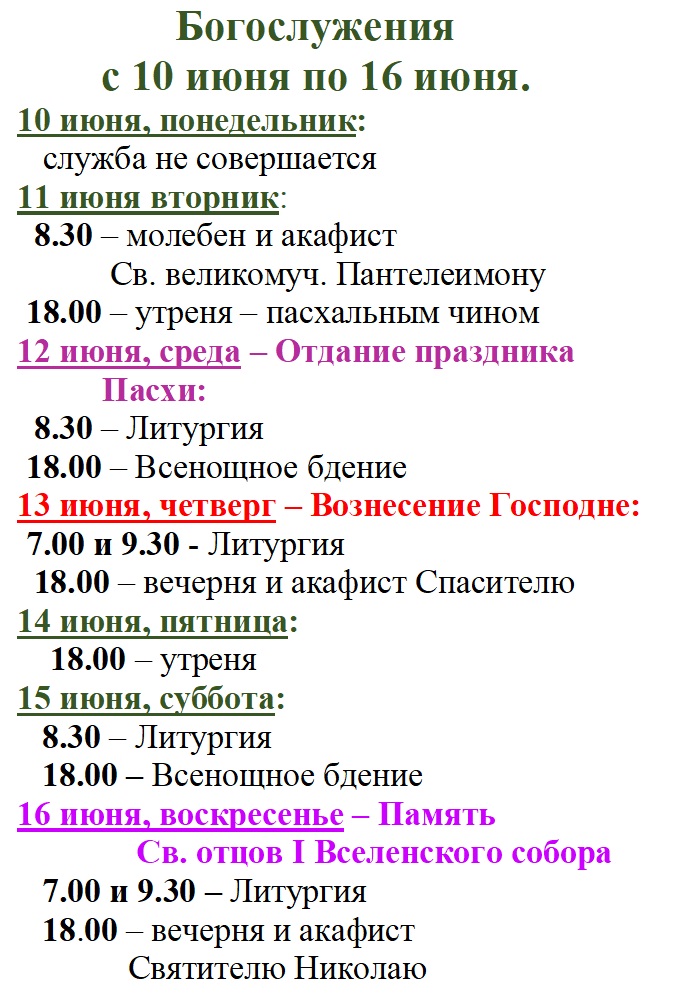 Богослужения
с 10 июня по 16 июня.
10 июня, понедельник:
служба не совершается
11 июня вторник:
8.30 – молебен и акафист
Св. великомуч. Пантелеимону
18.00 – утреня – пасхальным чином
12 июня, среда – Отдание праздника
Пасхи:
8.30 – Литургия
18.00 – Всенощное бдение
13 июня, четверг – Вознесение Господне:
7.00 и 9.30 - Литургия
18.00 – вечерня и акафист Спасителю
14 июня, пятница:
18.00 – утреня
15 июня, суббота:
8.30 – Литургия
18.00 – Всенощное бдение
16 июня, воскресенье – Память
Св. отцов I Вселенского собора
7.00 и 9.30 – Литургия
18.00 – вечерня и акафист
Святителю Николаю